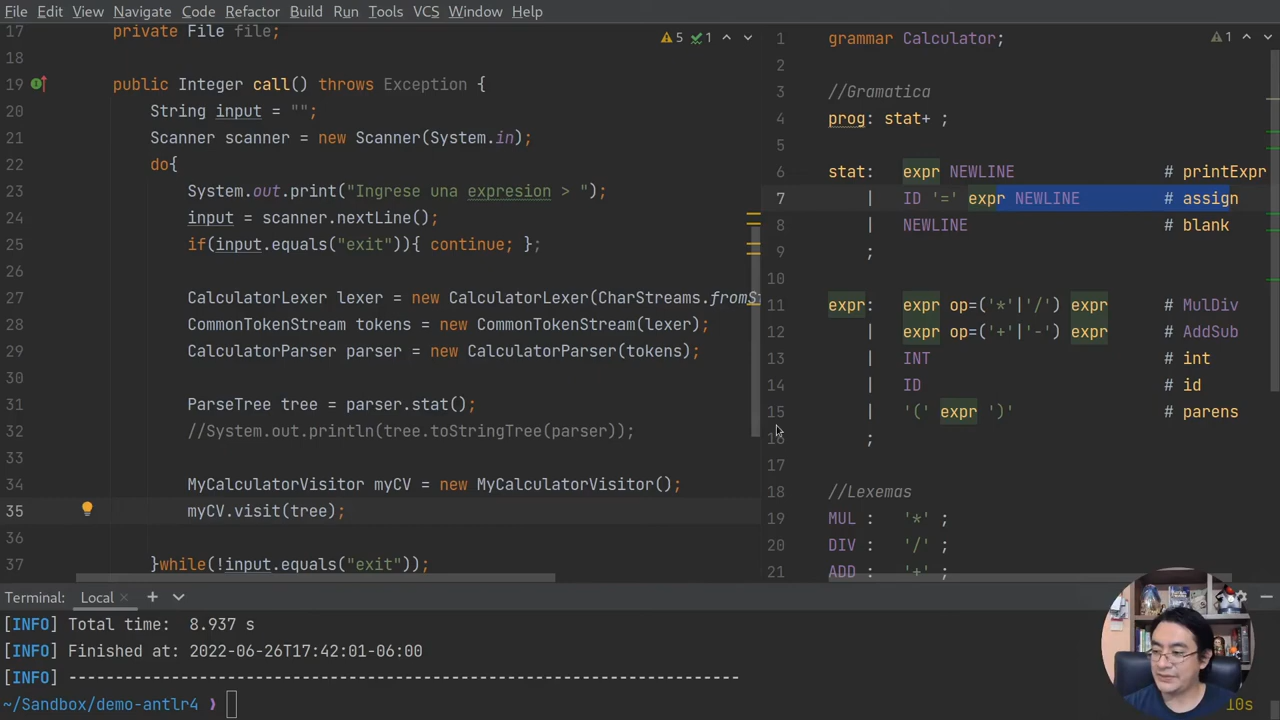 File Edit View Navigate Code Refactor Build Run Tools VCS Window Help
17 private File file;
18
19 public Integer call() throws Exception {
20 String input = "";
21 Scanner scanner = new Scanner(System.in);
22 do{
23 System.out.print("Ingrese una expresion > ");
24 input = scanner.nextLine();
25 if(input.equals("exit")){ continue; };
26
27 CalculatorLexer lexer = new CalculatorLexer(CharStreams.fromSt
28 CommonTokenStream tokens = new CommonTokenStream(lexer);
29 CalculatorParser parser = new CalculatorParser(tokens);
30
31 ParseTree tree = parser.stat();
32 //System.out.println(tree.toStringTree(parser));
33
34 MyCalculatorVisitor myCV = new MyCalculatorVisitor();
35 myCV.visit(tree);
36
37 }while(!input.equals("exit"));
5 1
1 grammar Calculator;
1
2
3 //Gramatica
4 prog: stat+ ;
5
6 stat: expr NEWLINE # printExpr
7 | ID '=' expr NEWLINE # assign
8 | NEWLINE # blank
9 ;
10
11 expr: expr op=('*'|'/') expr # MulDiv
12 | expr op=('+'|'-') expr # AddSub
13 | INT # int
14 | ID # id
15 | '(' expr ')' # parens
16 ;
17
18 //Lexemas
19 MUL : '*' ;
20 DIV : '/' ;
21 ADD : '+' ;
Terminal: Local + 
[INFO] Total time: 8.937 s
[INFO] Finished at: 2022-06-26T17:42:01-06:00
[INFO] ------------------------------------------------------------------------
~/Sandbox/demo-antlr4 ❯
10s